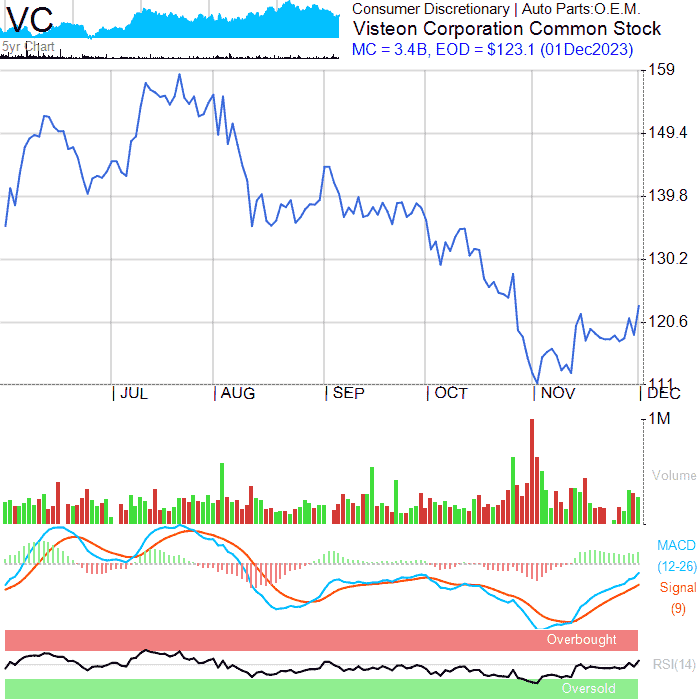 VC
5yr Chart
Consumer Discretionary | Auto Parts:O.E.M.
Visteon Corporation Common Stock
MC = 3.4B, EOD = $123.1 (01Dec2023)
159
149.4
139.8
130.2
120.6
111
JUL
AUG
SEP
OCT
NOV
DEC
1M
Volume
MACD
(12-26)
Signal
(9)
Overbought
RSI(14)
Oversold